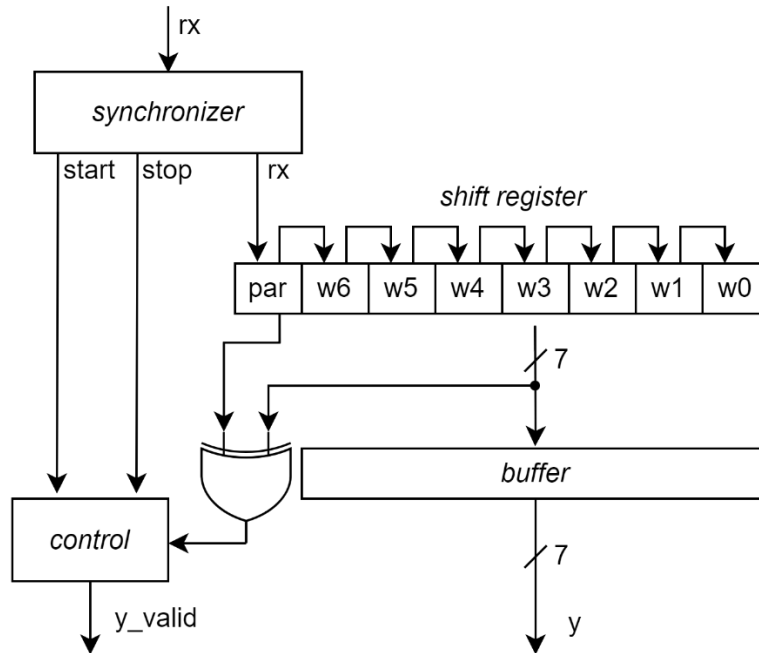 rx
synchronizer
start stop rx
shift register
par w6 w5 w4 w3 w2 w1 w0
7
buffer
control
7
y_valid y